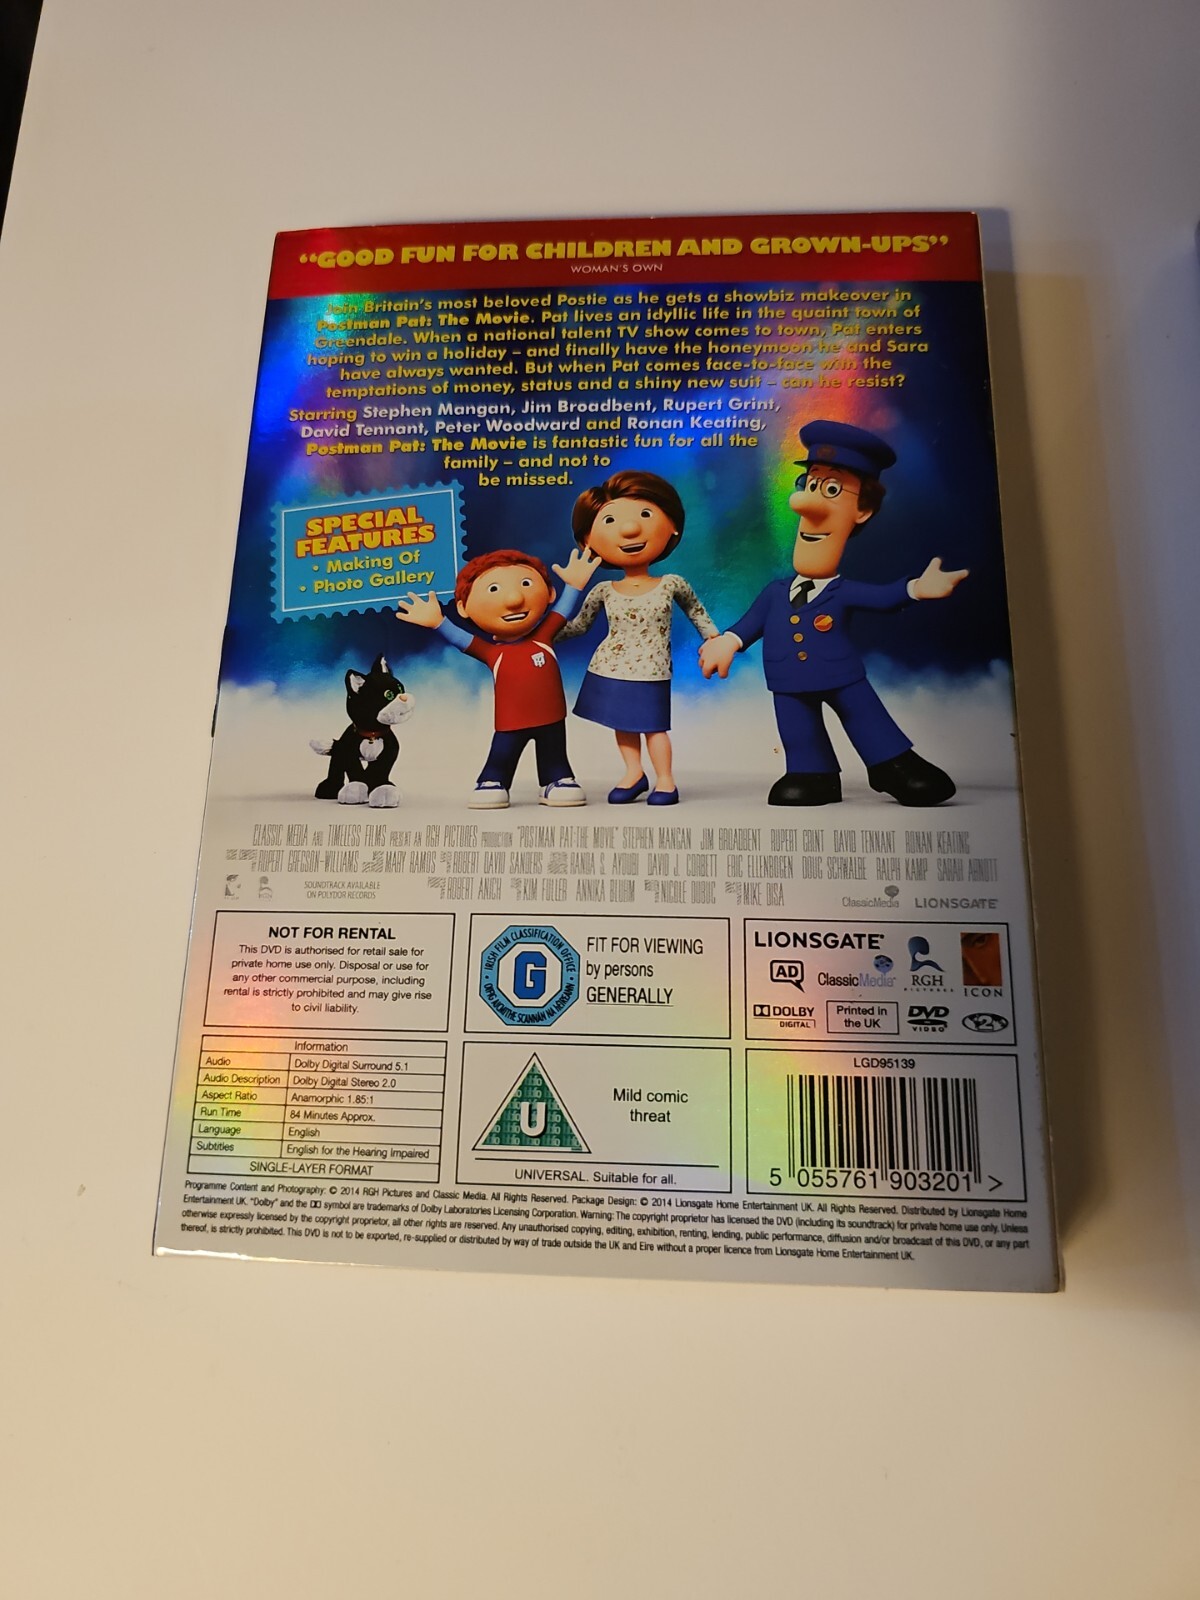 “GOOD FUN FOR CHILDREN AND GROWN-UPS”
WOMAN'S OWN
Join Britain's most beloved Postie as he gets a showbiz makeover in
Postman Pat: The Movie. Pat lives an idyllic life in the quaint town of
Greendale. When a national talent TV show comes to town, Pat enters
hoping to win a holiday – and finally have the honeymoon he and Sara
have always wanted. But when Pat comes face-to-face with the
temptations of money, status and a shiny new suit – can he resist?
Starring Stephen Mangan, Jim Broadbent, Rupert Grint,
David Tennant, Peter Woodward and Ronan Keating,
Postman Pat: The Movie is fantastic fun for all the
family – and not to
be missed.
SPECIAL
FEATURES
• Making Of
• Photo Gallery
CLASSIC MEDIA AND TIMELESS FILMS PRESENT AN RGH PICTURES PRODUCTION "POSTMAN PAT: THE MOVIE" STEPHEN MANGAN JIM BROADBENT RUPERT GRINT DAVID TENNANT RONAN KEATING
RUPERT GREGSON-WILLIAMS MARY RAMOS ROBERT DAVID SANDERS RANDA S. AYOUBI DAVID J. CORBETT ERIC ELLENBOGEN DOUG SCHWALBE RALPH KAMP SARAH ARNOTT
SOUNDTRACK AVAILABLE
ON POLYDOR RECORDS
ROBERT ANICH KIM FULLER ANNIKA BLUHM NICOLE DUBUC MIKE DISA
ClassicMedia LIONSGATE
NOT FOR RENTAL
This DVD is authorised for retail sale for
private home use only. Disposal or use for
any other commercial purpose, including
rental is strictly prohibited and may give rise
to civil liability.
IRISH FILM CLASSIFICATION OFFICE
G
OIFIG AICMITHE SCANNÁN NA hÉIREANN
FIT FOR VIEWING
by persons
GENERALLY
LIONSGATE
AD
ClassicMedia
RGH
PICTURES
ICON
DOLBY
DIGITAL
Printed in
the UK
DVD
VIDEO
2
Information
Audio Dolby Digital Surround 5.1
Audio Description Dolby Digital Stereo 2.0
Aspect Ratio Anamorphic 1.85:1
Run Time 84 Minutes Approx.
Language English
Subtitles English for the Hearing Impaired
SINGLE-LAYER FORMAT
U
Mild comic
threat
UNIVERSAL. Suitable for all.
LGD95139
5 055761 903201 >
Programme Content and Photography: © 2014 RGH Pictures and Classic Media. All Rights Reserved. Package Design: © 2014 Lionsgate Home Entertainment UK. All Rights Reserved. Distributed by Lionsgate Home
Entertainment UK. "Dolby" and the DD symbol are trademarks of Dolby Laboratories Licensing Corporation. Warning: The copyright proprietor has licensed the DVD (including its soundtrack) for private home use only. Unless
otherwise expressly licensed by the copyright proprietor, all other rights are reserved. Any unauthorised copying, editing, exhibition, renting, lending, public performance, diffusion and/or broadcast of this DVD, or any part
thereof, is strictly prohibited. This DVD is not to be exported, re-supplied or distributed by way of trade outside the UK and Eire without a proper licence from Lionsgate Home Entertainment UK.